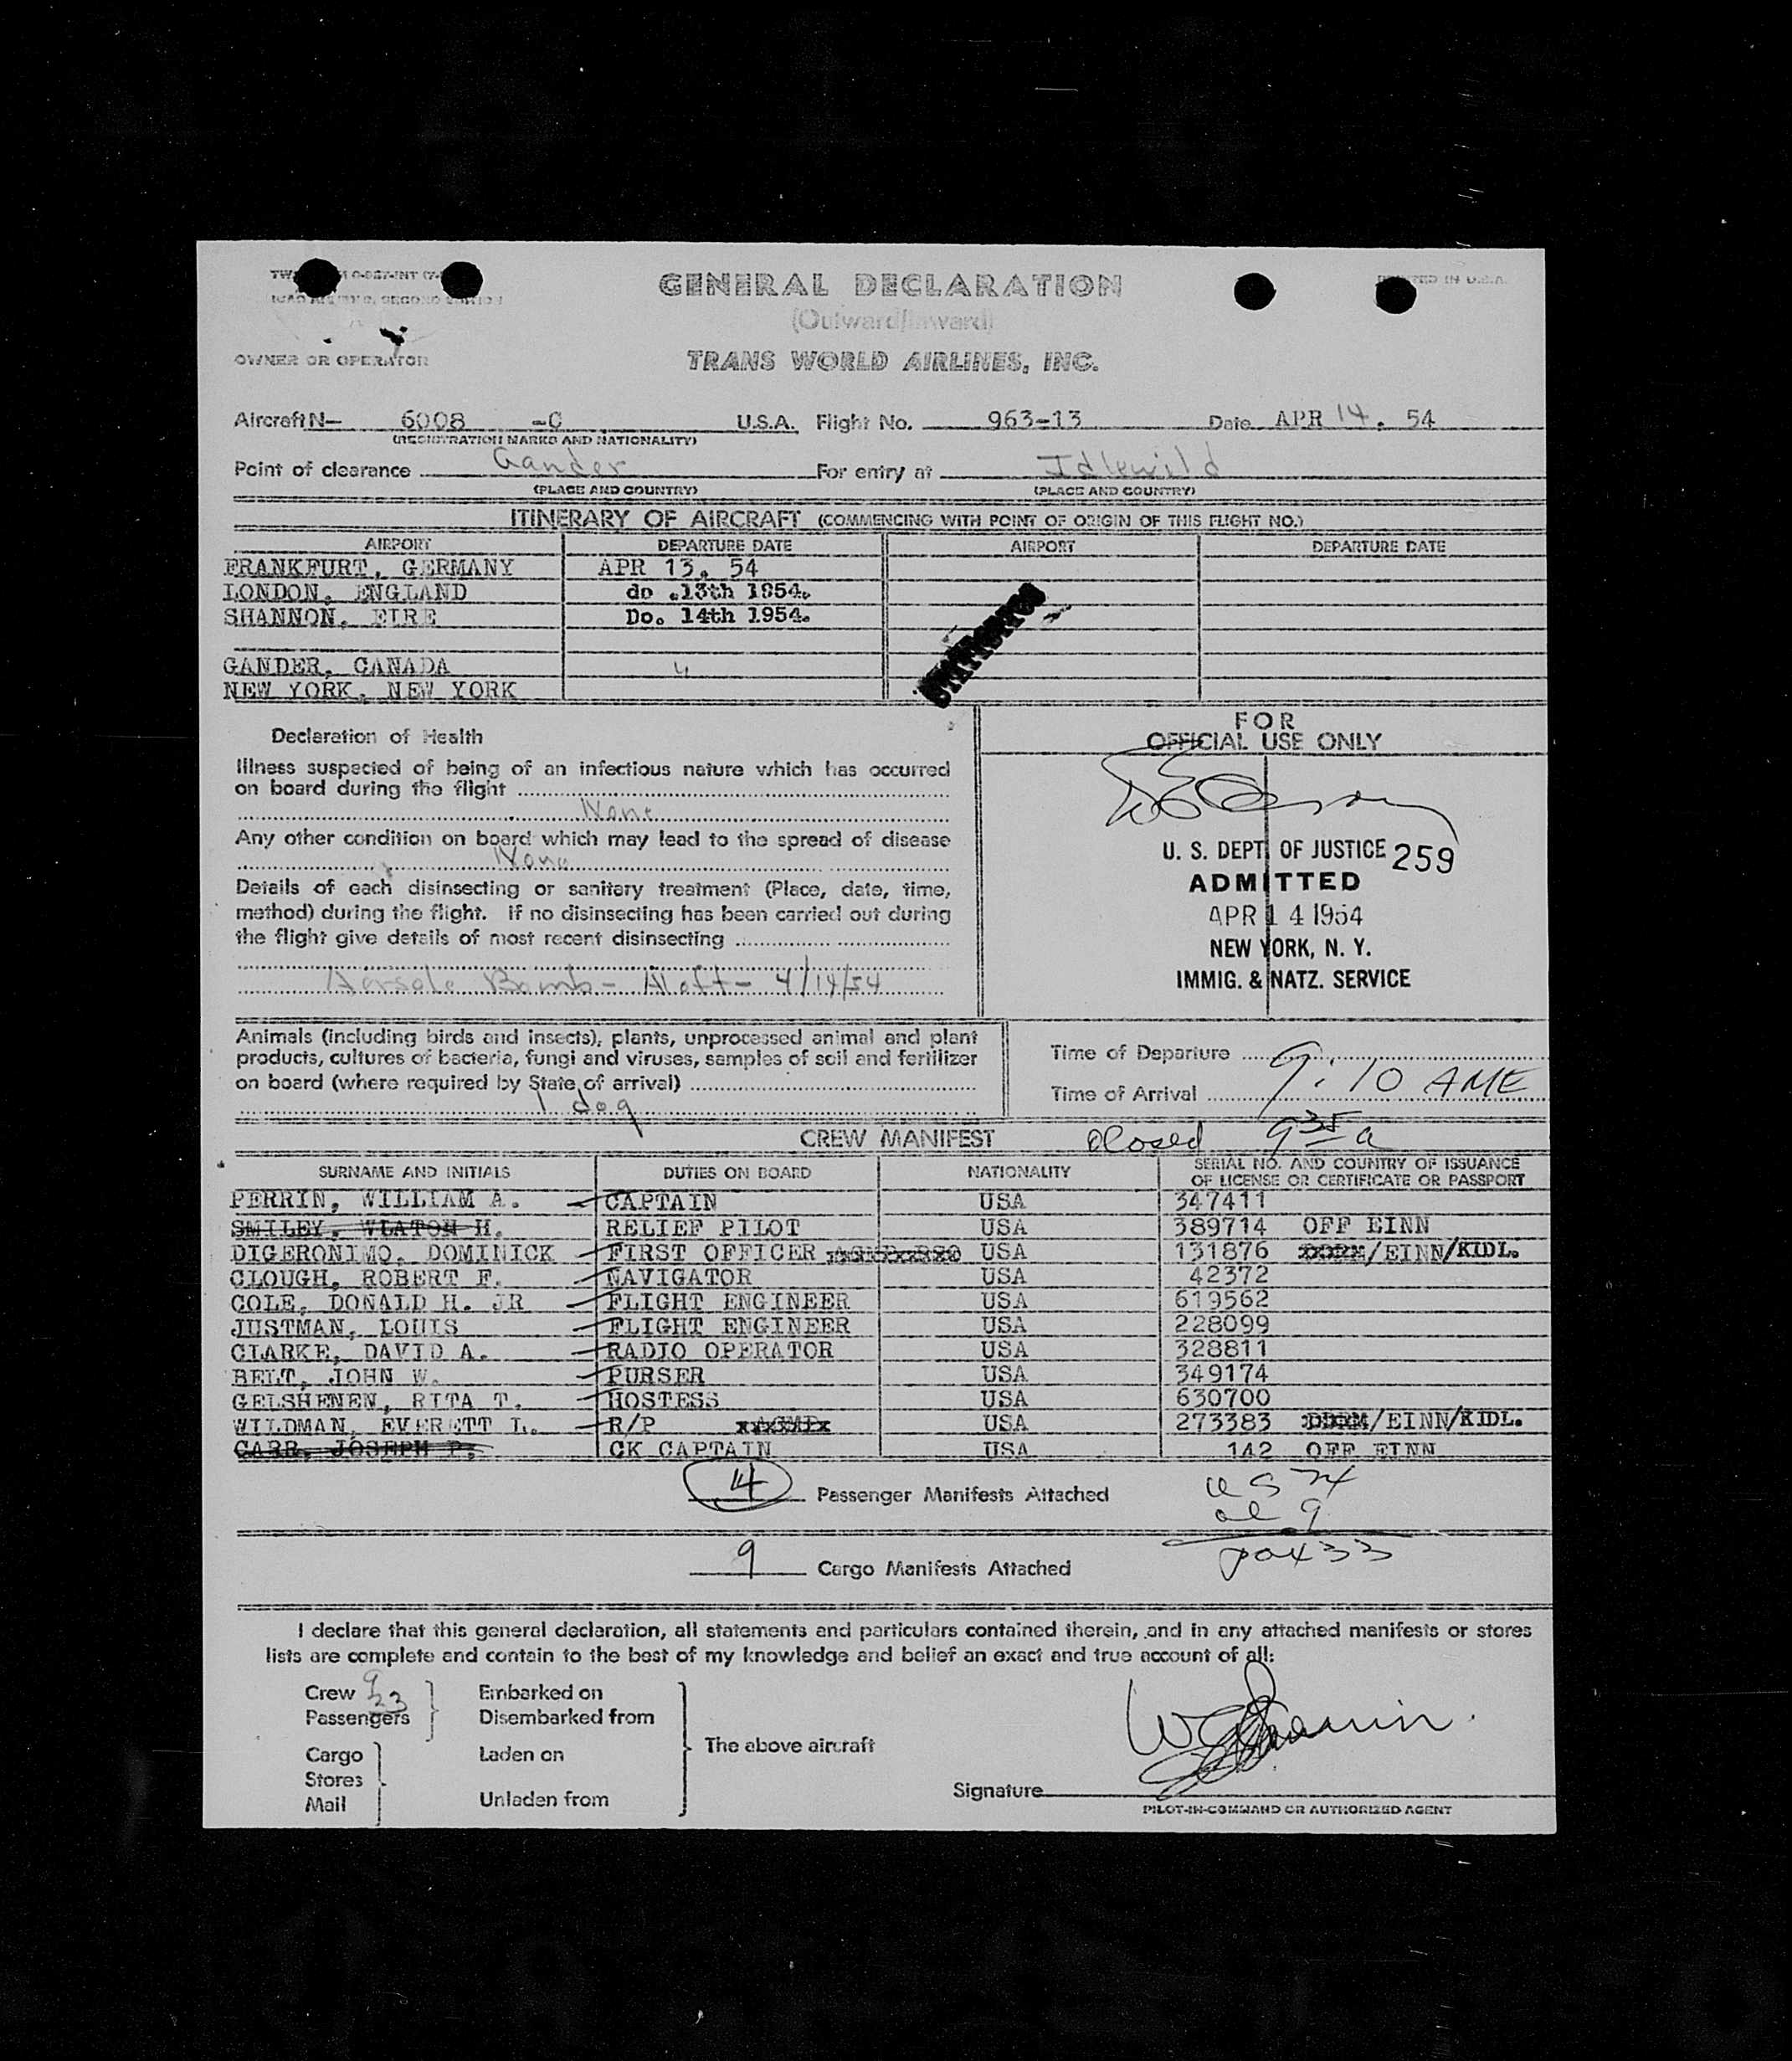 GENERAL DECLARATION
PRINTED IN U.S.A.
(Outward/Inward)
OWNER OR OPERATOR
TRANS WORLD AIRLINES, INC.
Aircraft N- 6008 -C U.S.A. Flight No. 963-13 Date APR 14, 54
(REGISTRATION MARKS AND NATIONALITY)
Point of clearance Gander For entry at Idlewild
(PLACE AND COUNTRY) (PLACE AND COUNTRY)
ITINERARY OF AIRCRAFT (COMMENCING WITH POINT OF ORIGIN OF THIS FLIGHT NO.)
AIRPORT DEPARTURE DATE AIRPORT DEPARTURE DATE
FRANKFURT, GERMANY APR 13, 54
LONDON, ENGLAND do .13th 1954.
SHANNON, EIRE Do. 14th 1954.
GANDER, CANADA "
NEW YORK, NEW YORK
STATISTICS
Declaration of Health
Illness suspected of being of an infectious nature which has occurred
on board during the flight
None
Any other condition on board which may lead to the spread of disease
None
Details of each disinsecting or sanitary treatment (Place, date, time,
method) during the flight. If no disinsecting has been carried out during
the flight give details of most recent disinsecting
Aersole Bomb - Aloft - 4/14/54
FOR
OFFICIAL USE ONLY
U. S. DEPT. OF JUSTICE 259
ADMITTED
APR 14 1954
NEW YORK, N. Y.
IMMIG. & NATZ. SERVICE
Animals (including birds and insects), plants, unprocessed animal and plant
products, cultures of bacteria, fungi and viruses, samples of soil and fertilizer
on board (where required by State of arrival)
1 dog
Time of Departure
Time of Arrival 9:10 AME
CREW MANIFEST closed 9 35 a
SURNAME AND INITIALS DUTIES ON BOARD NATIONALITY SERIAL NO. AND COUNTRY OF ISSUANCE
OF LICENSE OR CERTIFICATE OR PASSPORT
PERRIN, WILLIAM A. CAPTAIN USA 347411
SMILEY, WIATON H. RELIEF PILOT USA 389714 OFF EINN
DIGERONIMO, DOMINICK FIRST OFFICER USA 131876 /EINN/KIDL.
CLOUGH, ROBERT F. NAVIGATOR USA 42372
COLE, DONALD H. JR FLIGHT ENGINEER USA 619562
JUSTMAN, LOUIS FLIGHT ENGINEER USA 228099
CLARKE, DAVID A. RADIO OPERATOR USA 328811
BELT, JOHN W. PURSER USA 349174
GELSHENEN, RITA T. HOSTESS USA 630700
WILDMAN, EVERETT L. R/P USA 273383 /EINN/KIDL.
CARR, JOSEPH P. CK CAPTAIN USA 142 OFF EINN
4 Passenger Manifests Attached
us 24
al 9
pax 33
9 Cargo Manifests Attached
I declare that this general declaration, all statements and particulars contained therein, and in any attached manifests or stores
lists are complete and contain to the best of my knowledge and belief an exact and true account of all:
Crew 9 Embarked on
Passengers Disembarked from
The above aircraft
Cargo Laden on
Stores
Mail Unladen from
Signature
PILOT-IN-COMMAND OR AUTHORIZED AGENT